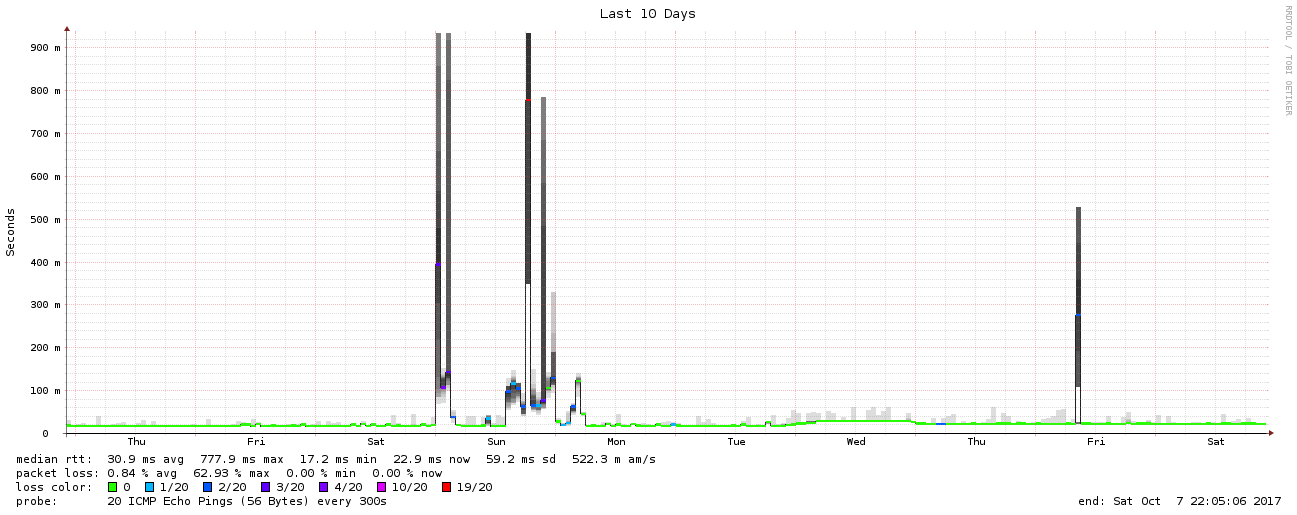 Last 10 Days
RRDTOOL / TOBI OETIKER
Seconds
900 m
800 m
700 m
600 m
500 m
400 m
300 m
200 m
100 m
0
Thu Fri Sat Sun Mon Tue Wed Thu Fri Sat
median rtt: 30.9 ms avg 777.9 ms max 17.2 ms min 22.9 ms now 59.2 ms sd 522.3 m am/s
packet loss: 0.84 % avg 62.93 % max 0.00 % min 0.00 % now
loss color: 0 1/20 2/20 3/20 4/20 10/20 19/20
probe: 20 ICMP Echo Pings (56 Bytes) every 300s end: Sat Oct 7 22:05:06 2017